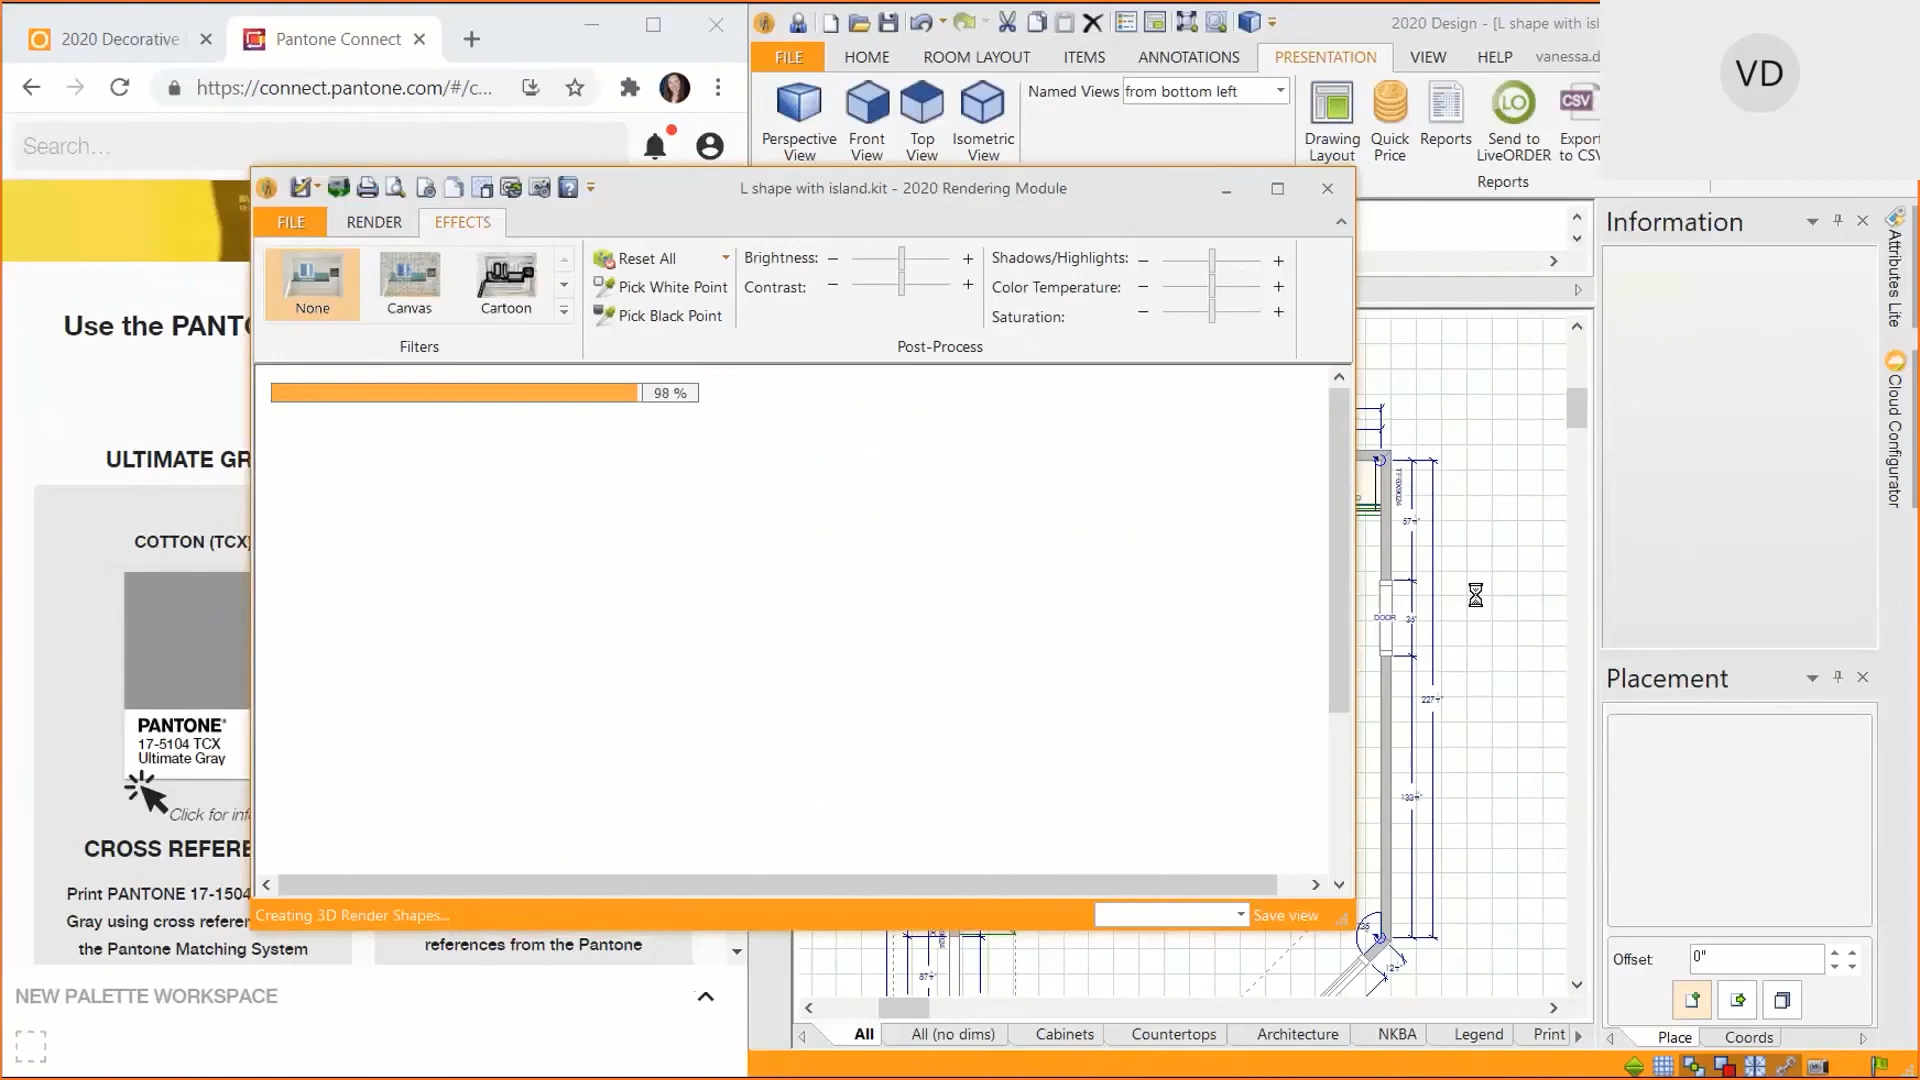 2020 Decorative
Pantone Connect
https://connect.pantone.com/#/c...
Search...
Use the PANT
ULTIMATE GR
COTTON (TCX)
PANTONE®
17-5104 TCX
Ultimate Gray
Click for inf
CROSS REFERE
Print PANTONE 17-1504
Gray using cross refere
the Pantone Matching System
references from the Pantone
NEW PALETTE WORKSPACE
2020 Design - [L shape with isl
FILE
HOME
ROOM LAYOUT
ITEMS
ANNOTATIONS
PRESENTATION
VIEW
HELP
vanessa.d
VD
Perspective
View
Front
View
Top
View
Isometric
View
Named Views
from bottom left
Drawing
Layout
Quick
Price
Reports
LO
Send to
LiveORDER
CSV
Export
to CSV
Reports
L shape with island.kit - 2020 Rendering Module
FILE
RENDER
EFFECTS
None
Canvas
Cartoon
Filters
Reset All
Pick White Point
Pick Black Point
Brightness:
Contrast:
Shadows/Highlights:
Color Temperature:
Saturation:
Post-Process
98 %
Creating 3D Render Shapes...
Save view
DOOR
Information
Attributes Lite
Cloud Configurator
Placement
Offset:
0"
Place
Coords
All
All (no dims)
Cabinets
Countertops
Architecture
NKBA
Legend
Print